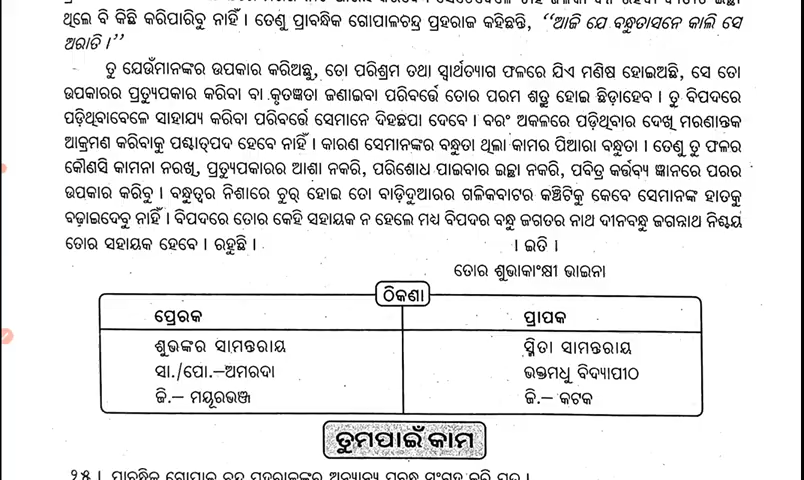 ଥିଲେ ବି କିଛି କରିପାରିବୁ ନାହିଁ । ତେଣୁ ପ୍ରାବନ୍ଧିକ ଗୋପାଳଚନ୍ଦ୍ର ପ୍ରହରାଜ କହିଛନ୍ତି, ‘‘ଆଜି ଯେ ବନ୍ଧୁତାସନେ କାଲି ସେ
ଅରାତି ।’’
ତୁ ଯେଉଁମାନଙ୍କର ଉପକାର କରିଅଛୁ, ତୋ ପରିଶ୍ରମ ତଥା ସ୍ୱାର୍ଥତ୍ୟାଗ ଫଳରେ ଯିଏ ମଣିଷ ହୋଇଅଛି, ସେ ତୋ
ଉପକାରର ପ୍ରତ୍ୟୁପକାର କରିବା ବା କୃତଜ୍ଞତା ଜଣାଇବା ପରିବର୍ତ୍ତେ ତୋର ପରମ ଶତ୍ରୁ ହୋଇ ଛିଡ଼ାହେବ । ତୁ ବିପଦରେ
ପଡ଼ିଥିବାବେଳେ ସାହାଯ୍ୟ କରିବା ପରିବର୍ତ୍ତେ ସେମାନେ ଦିହଛପା ଦେବେ । ବରଂ ଅକଳରେ ପଡ଼ିଥିବାର ଦେଖି ମରଣାନ୍ତକ
ଆକ୍ରମଣ କରିବାକୁ ପଶ୍ଚାତ୍‌ପଦ ହେବେ ନାହିଁ । କାରଣ ସେମାନଙ୍କର ବନ୍ଧୁତା ଥିଲା କାମର ପିଆରା ବନ୍ଧୁତା । ତେଣୁ ତୁ ଫଳର
କୌଣସି କାମନା ନରଖି, ପ୍ରତ୍ୟୁପକାରର ଆଶା ନକରି, ପରିଶୋଧ ପାଇବାର ଇଚ୍ଛା ନକରି, ପବିତ୍ର କର୍ତ୍ତବ୍ୟ ଜ୍ଞାନରେ ପରର
ଉପକାର କରିବୁ । ବନ୍ଧୁତ୍ୱର ନିଶାରେ ଚୁର୍ ହୋଇ ତୋ ବାଡ଼ିଦୁଆରର ଗଳିକବାଟର କଞ୍ଚିଟିକୁ କେବେ ସେମାନଙ୍କ ହାତକୁ
ବଢ଼ାଇଦେବୁ ନାହିଁ । ବିପଦରେ ତୋର କେହି ସହାୟକ ନ ହେଲେ ମଧ୍ୟ ବିପଦର ବନ୍ଧୁ ଜଗତର ନାଥ ଦୀନବନ୍ଧୁ ଜଗନ୍ନାଥ ନିଶ୍ଚୟ
ତୋର ସହାୟକ ହେବେ । ରହୁଛି ।
। ଇତି ।
ତୋର ଶୁଭାକାଂକ୍ଷୀ ଭାଇନା
ଠିକଣା
ପ୍ରେରକ ପ୍ରାପକ
ଶୁଭଙ୍କର ସାମନ୍ତରାୟ ସ୍ମିତା ସାମନ୍ତରାୟ
ସା./ପୋ.–ଅମରଦା ଭକ୍ତମଧୁ ବିଦ୍ୟାପୀଠ
ଜି.– ମୟୂରଭଞ୍ଜ ଜି.– କଟକ
ତୁମପାଇଁ କାମ